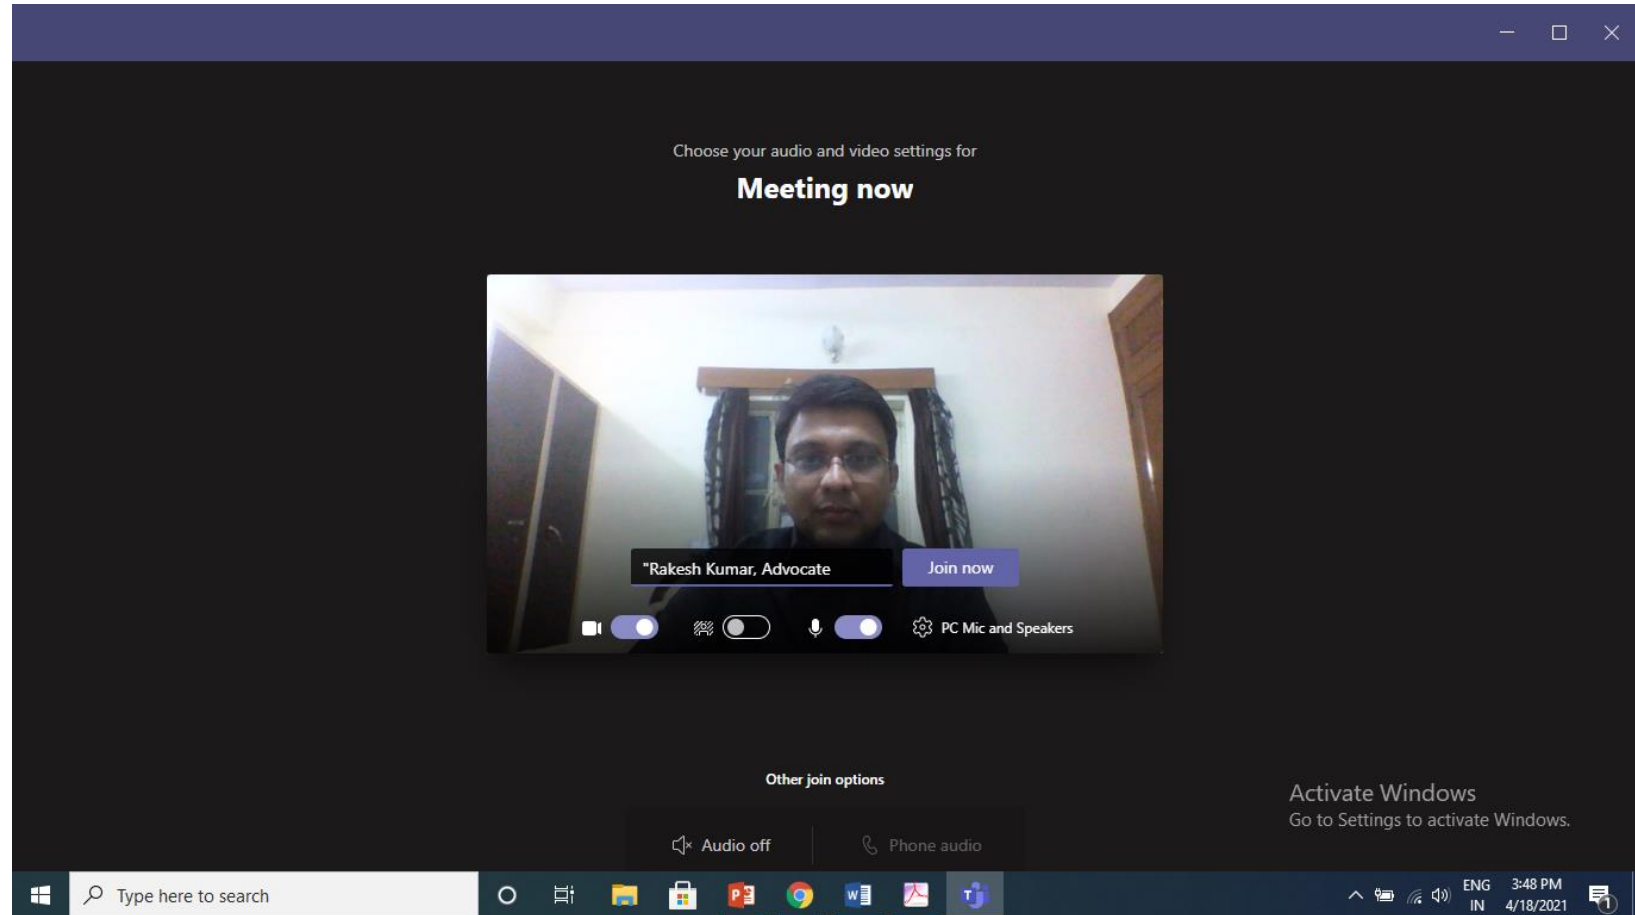 Choose your audio and video settings for
Meeting now
"Rakesh Kumar, Advocate
Join now
PC Mic and Speakers
Other join options
Audio off
Phone audio
Activate Windows
Go to Settings to activate Windows.
Type here to search
ENG
IN
3:48 PM
4/18/2021
1